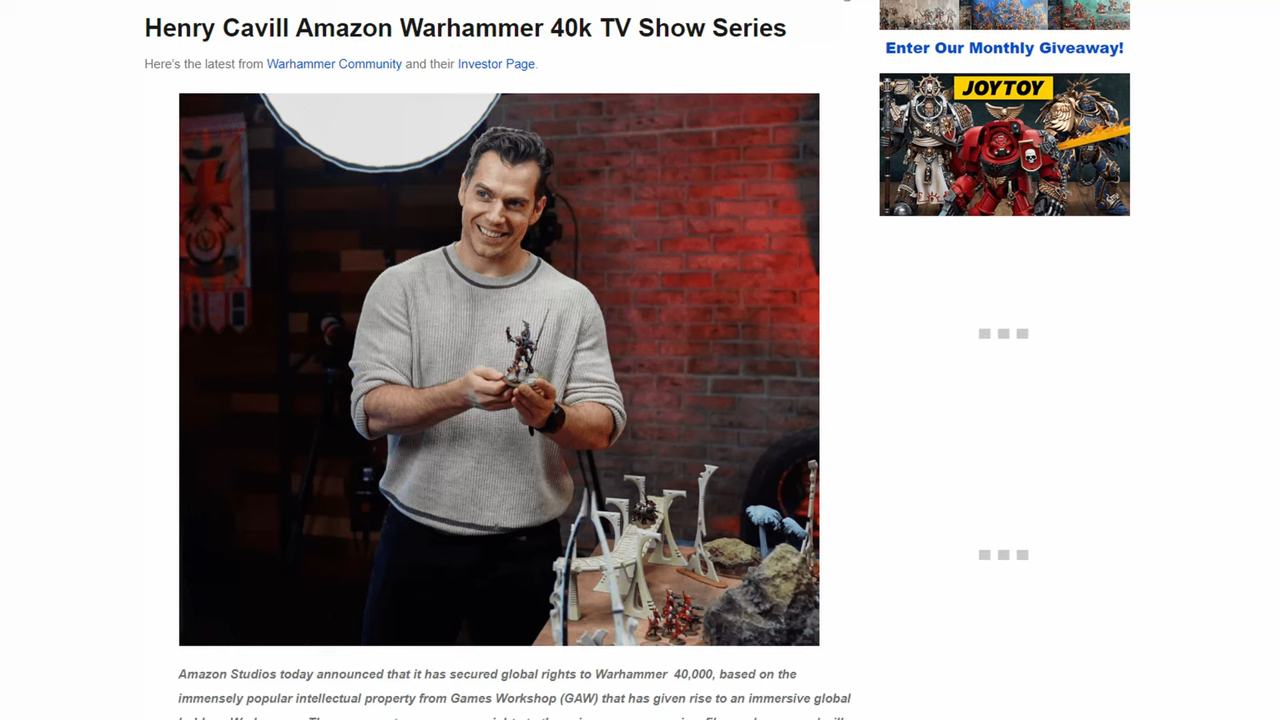 Henry Cavill Amazon Warhammer 40k TV Show Series
Here's the latest from Warhammer Community and their Investor Page.
Enter Our Monthly Giveaway!
JOYTOY
Amazon Studios today announced that it has secured global rights to Warhammer 40,000, based on the
immensely popular intellectual property from Games Workshop (GAW) that has given rise to an immersive global